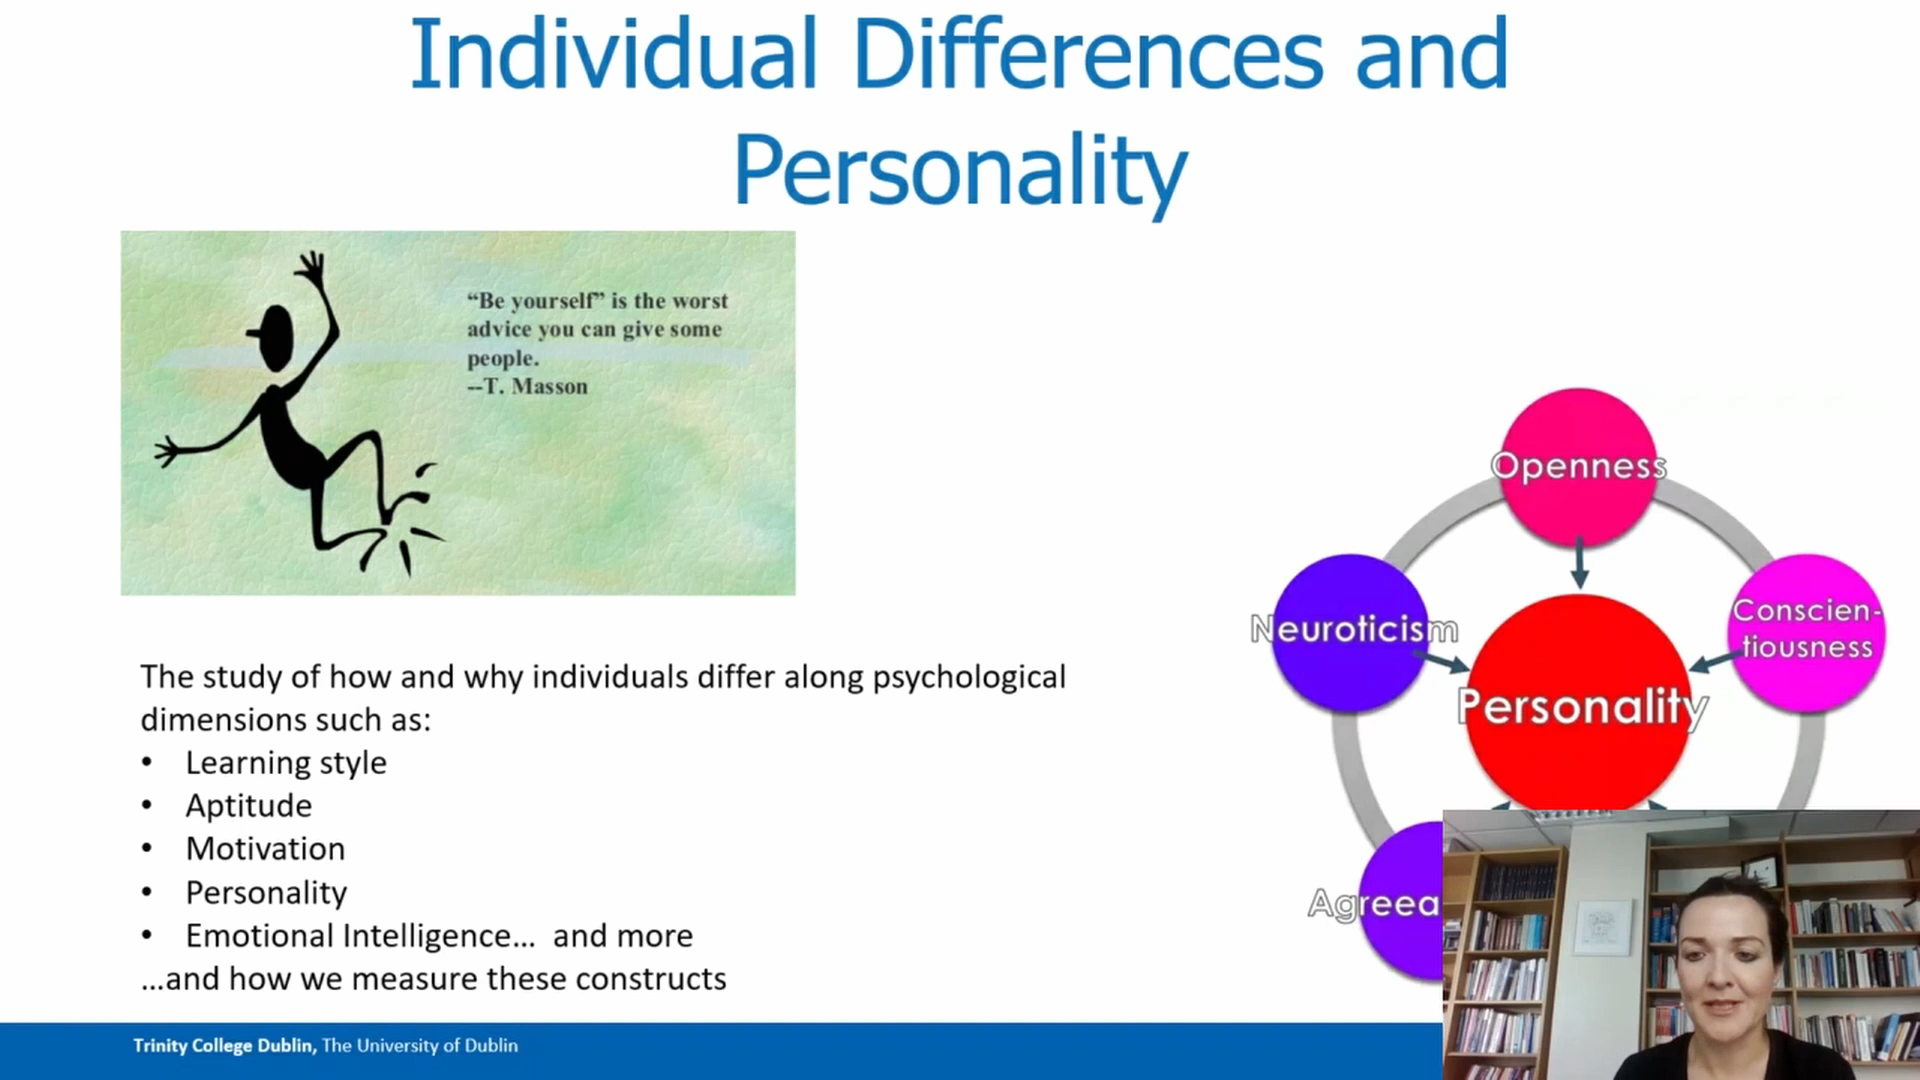 Individual Differences and
Personality
“Be yourself” is the worst
advice you can give some
people.
--T. Masson
The study of how and why individuals differ along psychological
dimensions such as:
• Learning style
• Aptitude
• Motivation
• Personality
• Emotional Intelligence… and more
…and how we measure these constructs
Openness
Neuroticism
Conscien-
tiousness
Personality
Agreea
Trinity College Dublin, The University of Dublin